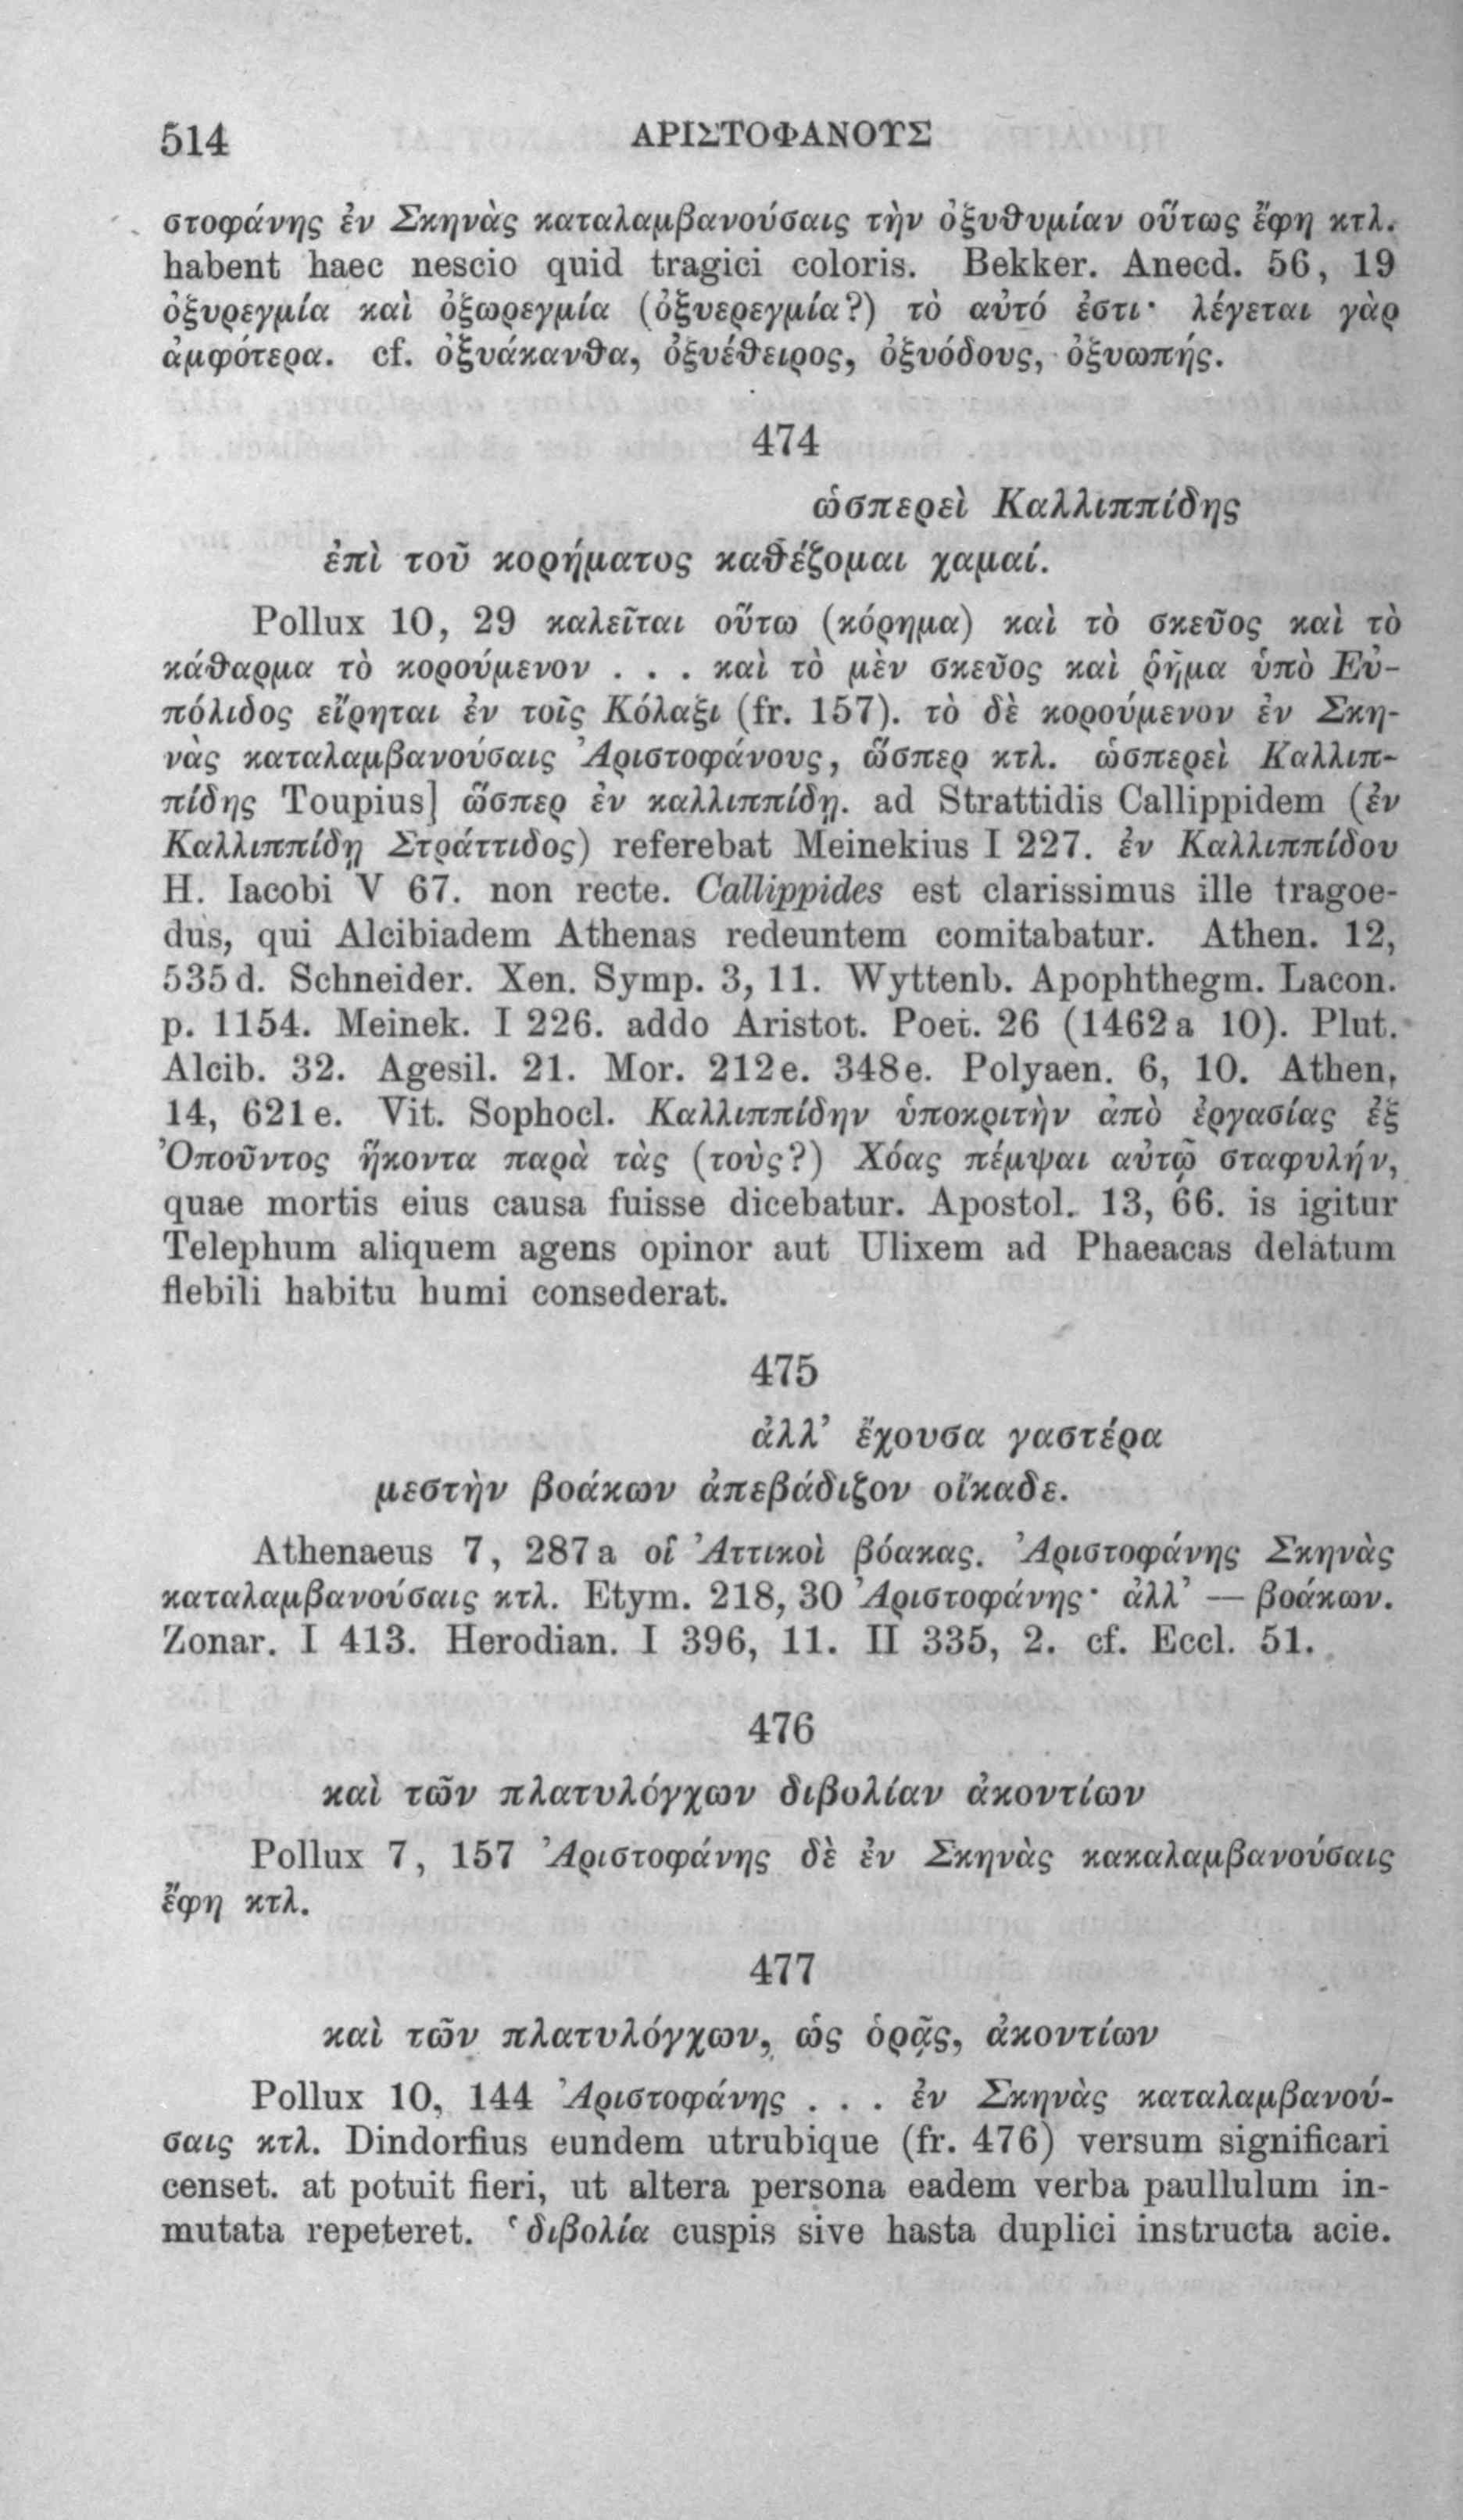 514
ΑΡΙΣΤΟΦΑΝΟΥΣ
στοφάνης ἐν Σκηνὰς καταλαμβανούσαις τὴν ὀξυθυμίαν οὕτως ἔφη κτλ.
habent haec nescio quid tragici coloris. Bekker. Anecd. 56, 19
ὀξυρεγμία καὶ ὀξωρεγμία (ὀξυερεγμία?) τὸ αὐτό ἐστι· λέγεται γὰρ
ἀμφότερα. cf. ὀξυάκανθα, ὀξυέθειρος, ὀξυόδους, ὀξυωπής.
474
ὡσπερεὶ Καλλιππίδης
ἐπὶ τοῦ κορήματος καθέζομαι χαμαί.
Pollux 10, 29 καλεῖται οὕτω (κόρημα) καὶ τὸ σκεῦος καὶ τὸ
κάθαρμα τὸ κορούμενον . . . καὶ τὸ μὲν σκεῦος καὶ ῥῆμα ὑπὸ Εὐ-
πόλιδος εἴρηται ἐν τοῖς Κόλαξι (fr. 157). τὸ δὲ κορούμενον ἐν Σκη-
νὰς καταλαμβανούσαις Ἀριστοφάνους, ὥσπερ κτλ. ὡσπερεὶ Καλλιπ-
πίδης Toupius] ὥσπερ ἐν καλλιππίδῃ. ad Strattidis Callippidem (ἐν
Καλλιππίδῃ Στράττιδος) referebat Meinekius I 227. ἐν Καλλιππίδου
H. Iacobi V 67. non recte. Callippides est clarissimus ille tragoe-
dus, qui Alcibiadem Athenas redeuntem comitabatur. Athen. 12,
535 d. Schneider. Xen. Symp. 3, 11. Wyttenb. Apophthegm. Lacon.
p. 1154. Meinek. I 226. addo Aristot. Poet. 26 (1462 a 10). Plut.
Alcib. 32. Agesil. 21. Mor. 212 e. 348 e. Polyaen. 6, 10. Athen.
14, 621 e. Vit. Sophocl. Καλλιππίδην ὑποκριτὴν ἀπὸ ἐργασίας ἐξ
Ὀποῦντος ἥκοντα παρὰ τὰς (τοὺς?) Χόας πέμψαι αὐτῷ σταφυλήν,
quae mortis eius causa fuisse dicebatur. Apostol. 13, 66. is igitur
Telephum aliquem agens opinor aut Ulixem ad Phaeacas delatum
flebili habitu humi consederat.
475
ἀλλ’ ἔχουσα γαστέρα
μεστὴν βοάκων ἀπεβάδιζον οἴκαδε.
Athenaeus 7, 287 a οἱ Ἀττικοὶ βόακας. Ἀριστοφάνης Σκηνὰς
καταλαμβανούσαις κτλ. Etym. 218, 30 Ἀριστοφάνης· ἀλλ’ — βοάκων.
Zonar. I 413. Herodian. I 396, 11. II 335, 2. cf. Eccl. 51.
476
καὶ τῶν πλατυλόγχων διβολίαν ἀκοντίων
Pollux 7, 157 Ἀριστοφάνης δὲ ἐν Σκηνὰς κακαλαμβανούσαις
ἔφη κτλ.
477
καὶ τῶν πλατυλόγχων, ὡς ὁρᾷς, ἀκοντίων
Pollux 10, 144 Ἀριστοφάνης . . . ἐν Σκηνὰς καταλαμβανού-
σαις κτλ. Dindorfius eundem utrubique (fr. 476) versum significari
censet. at potuit fieri, ut altera persona eadem verba paullulum in-
mutata repeteret. ‘διβολία cuspis sive hasta duplici instructa acie.